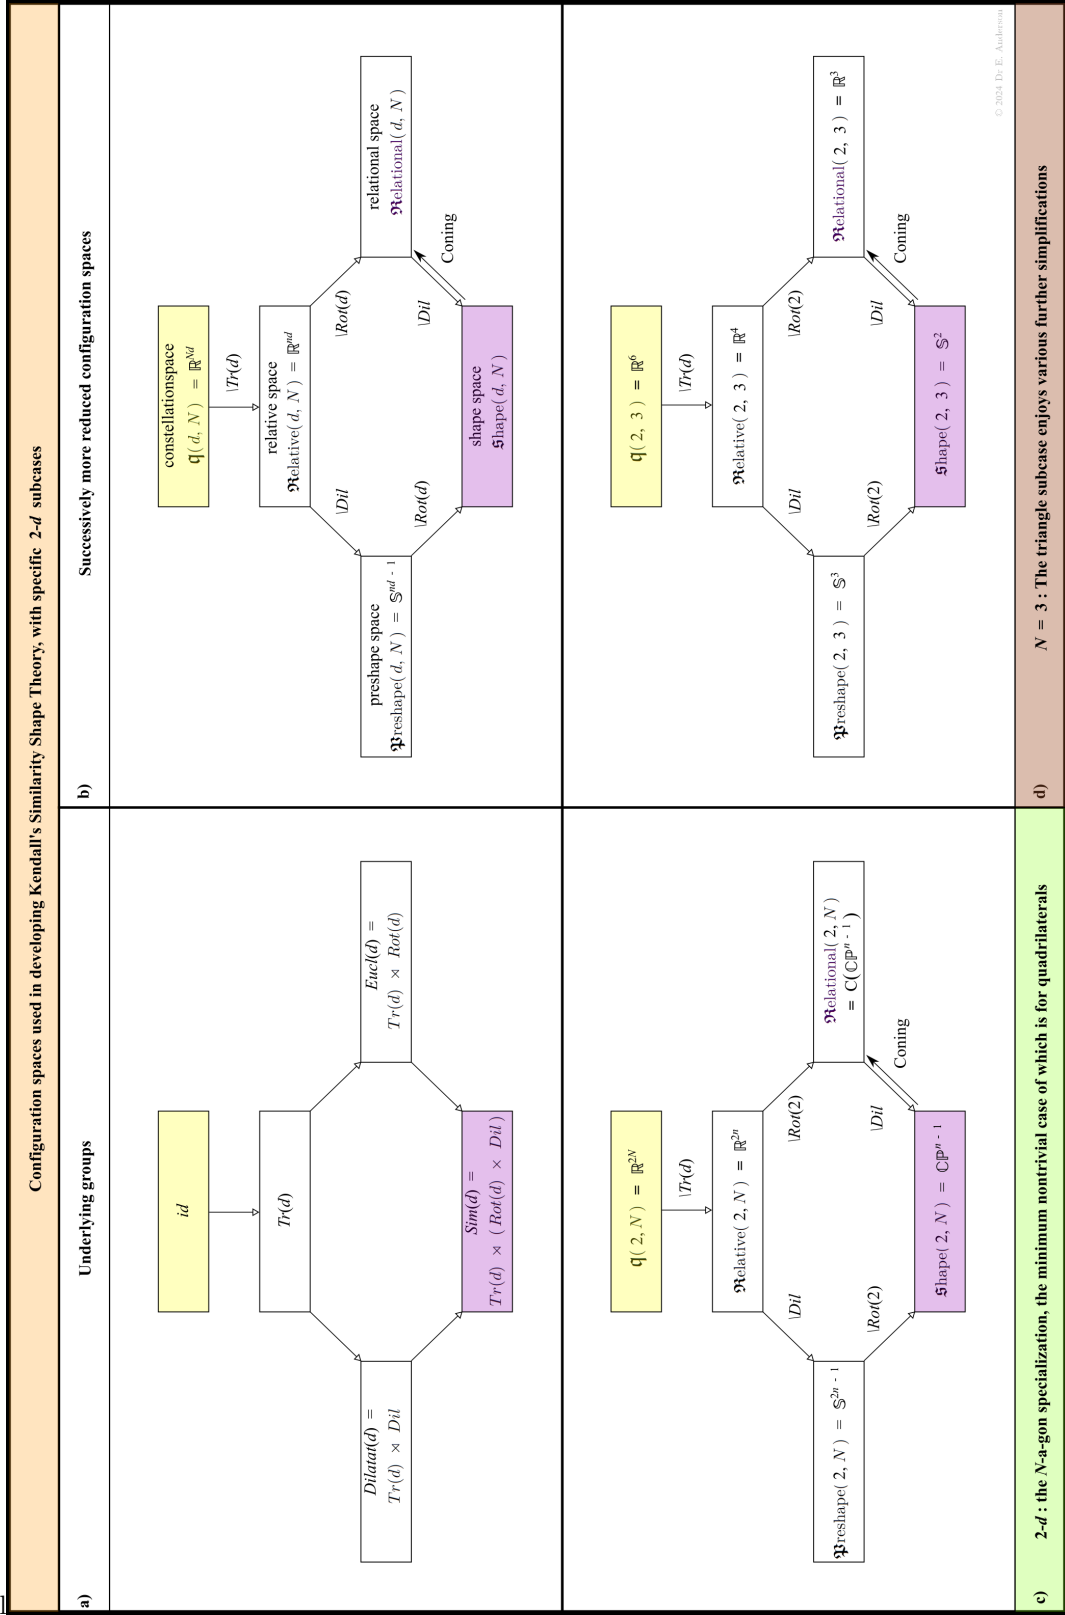 Configuration spaces used in developing Kendall's Similarity Shape Theory, with specific 2-d subcases
Underlying groups
a)
id
Tr(d)
Dilatat(d) =
Tr(d) ⋊ Dil
Eucl(d) =
Tr(d) ⋊ Rot(d)
Sim(d) =
Tr(d) ⋊ ( Rot(d) × Dil )
Successively more reduced configuration spaces
b)
constellationspace
𝔮( d, N ) = ℝ^{Nd}
\Tr(d)
relative space
ℜelative( d, N ) = ℝ^{nd}
\Dil
\Rot(d)
preshape space
𝔓reshape( d, N ) = 𝕊^{nd - 1}
relational space
ℜelational( d, N )
\Rot(d)
\Dil
Coning
shape space
𝔰hape( d, N )
𝔮( 2, N ) = ℝ^{2N}
\Tr(d)
ℜelative( 2, N ) = ℝ^{2n}
\Dil
\Rot(2)
𝔓reshape( 2, N ) = 𝕊^{2n - 1}
ℜelational( 2, N )
= C(ℂℙ^{n - 1})
\Rot(2)
\Dil
Coning
𝔰hape( 2, N ) = ℂℙ^{n - 1}
c)
2-d : the N-a-gon specialization, the minimum nontrivial case of which is for quadrilaterals
𝔮( 2, 3 ) = ℝ⁶
\Tr(d)
ℜelative( 2, 3 ) = ℝ⁴
\Dil
\Rot(2)
𝔓reshape( 2, 3 ) = 𝕊³
ℜelational( 2, 3 ) = ℝ³
\Rot(2)
\Dil
Coning
𝔰hape( 2, 3 ) = 𝕊²
© 2024 Dr E. Anderson
d)
N = 3 : The triangle subcase enjoys various further simplifications